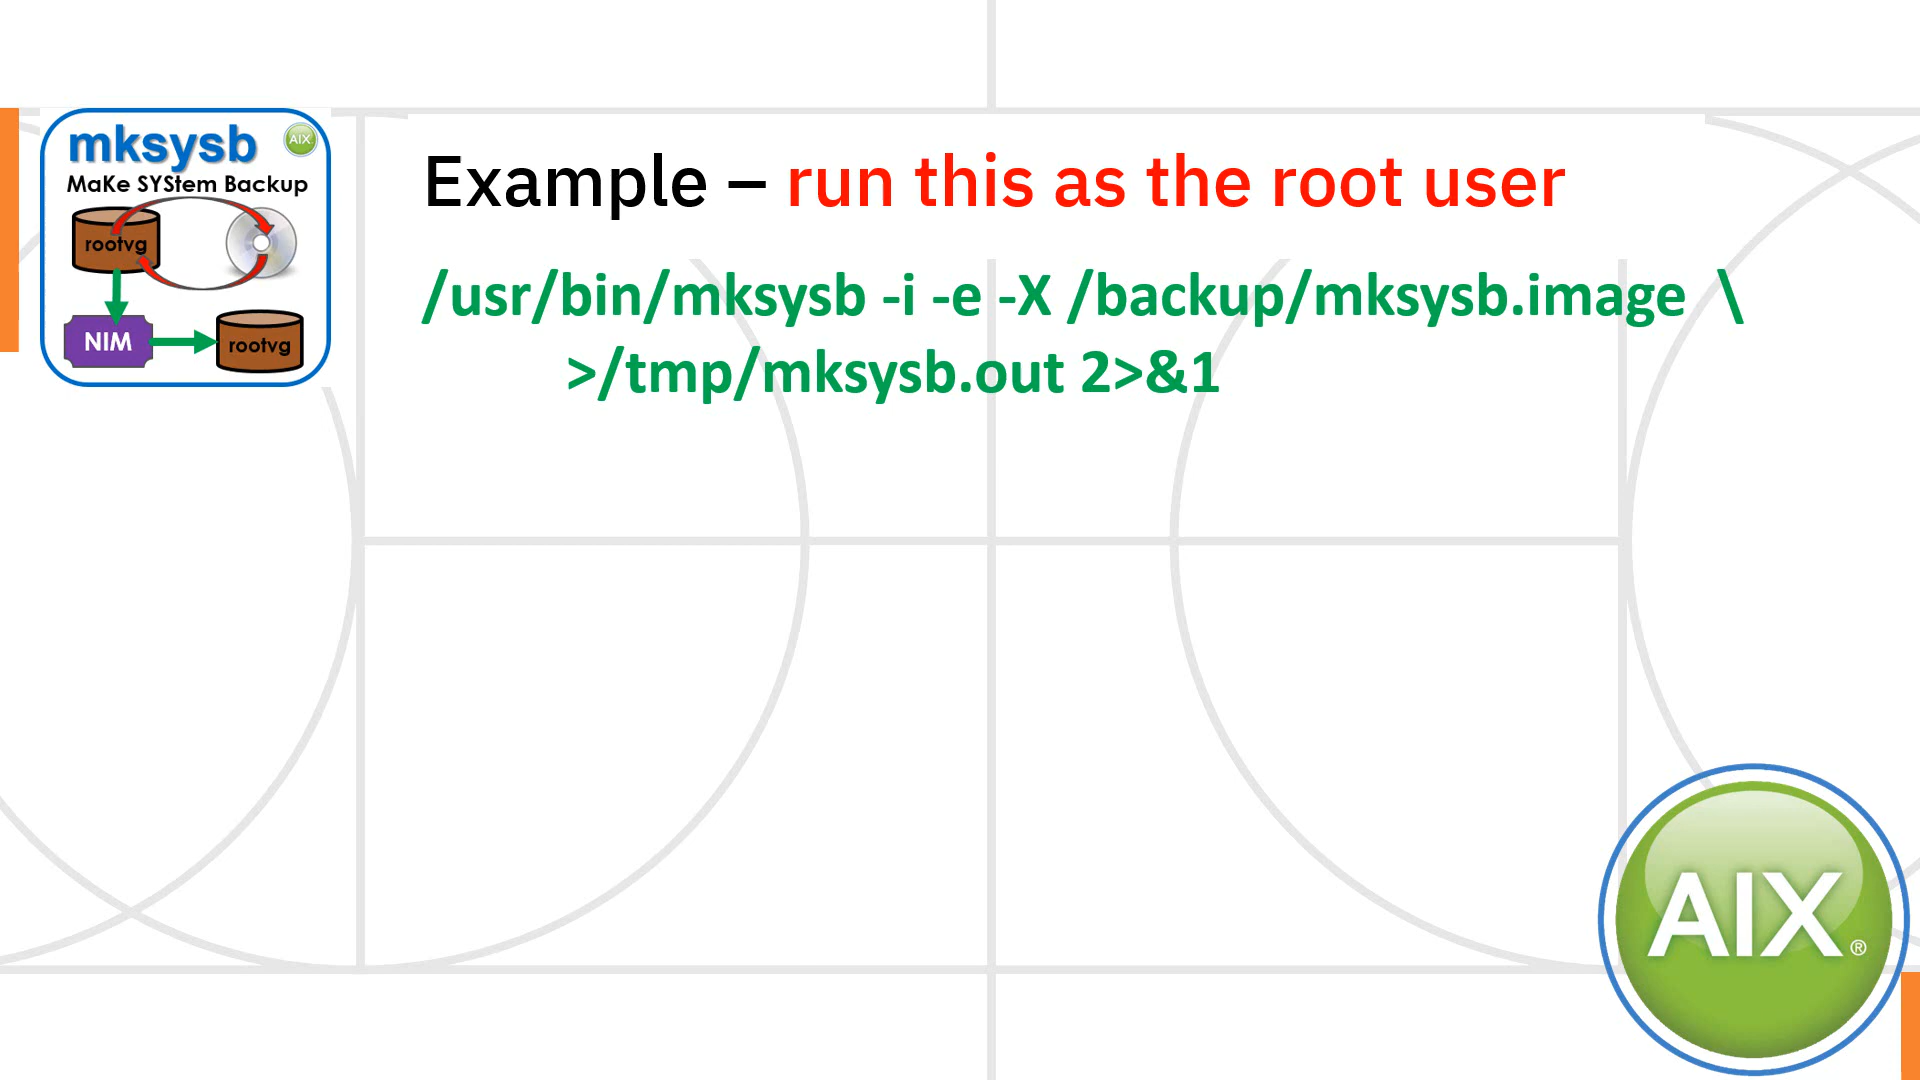 mksysb
AIX
MaKe SYStem Backup
rootvg
NIM
rootvg
Example – run this as the root user
/usr/bin/mksysb -i -e -X /backup/mksysb.image \
>/tmp/mksysb.out 2>&1
AIX®